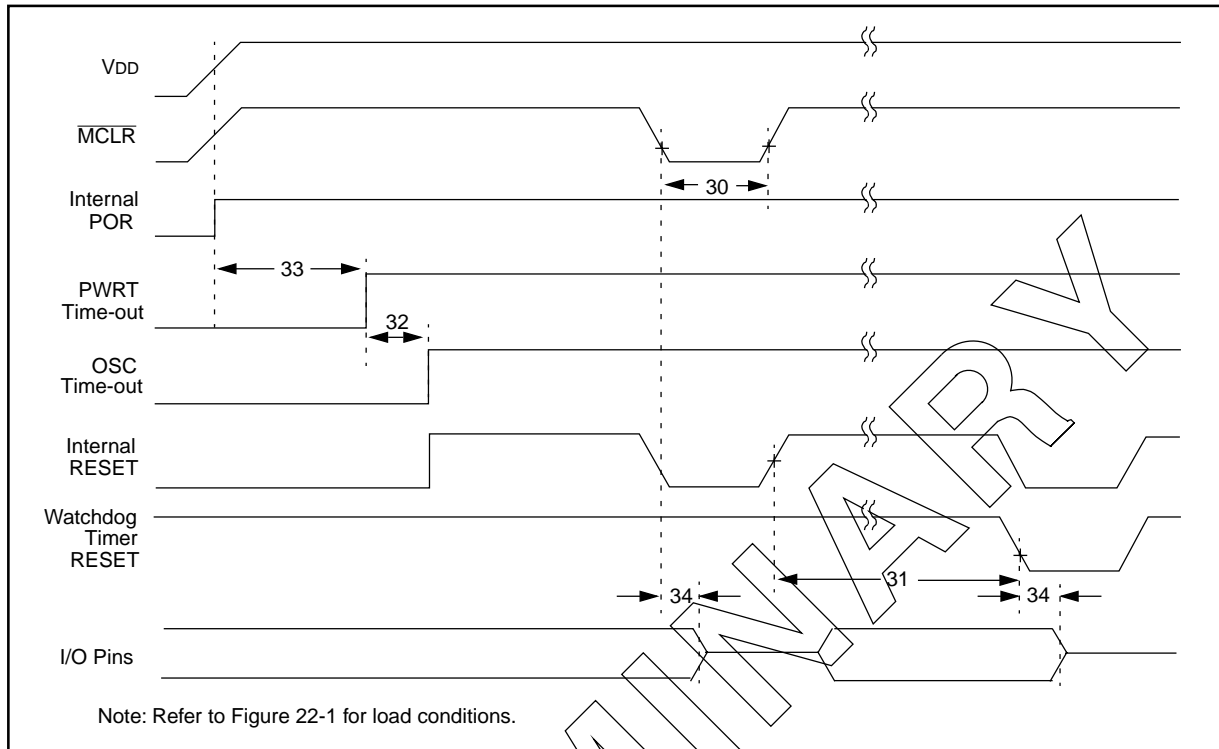 VDD
MCLR
30
Internal
POR
33
PWRT
Time-out
32
OSC
Time-out
Internal
RESET
Watchdog
Timer
RESET
31
34
34
I/O Pins
Note: Refer to Figure 22-1 for load conditions.
MINARY